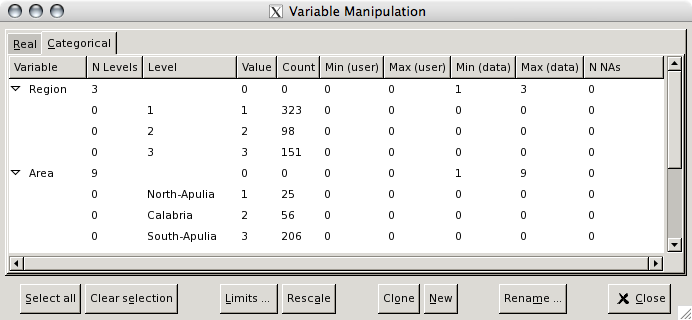 Variable Manipulation
Real Categorical
Variable N Levels Level Value Count Min (user) Max (user) Min (data) Max (data) N NAs
Region 3 0 0 0 0 1 3 0
0 1 1 323 0 0 0 0 0
0 2 2 98 0 0 0 0 0
0 3 3 151 0 0 0 0 0
Area 9 0 0 0 0 1 9 0
0 North-Apulia 1 25 0 0 0 0 0
0 Calabria 2 56 0 0 0 0 0
0 South-Apulia 3 206 0 0 0 0 0
Select all Clear selection Limits ... Rescale Clone New Rename ... Close